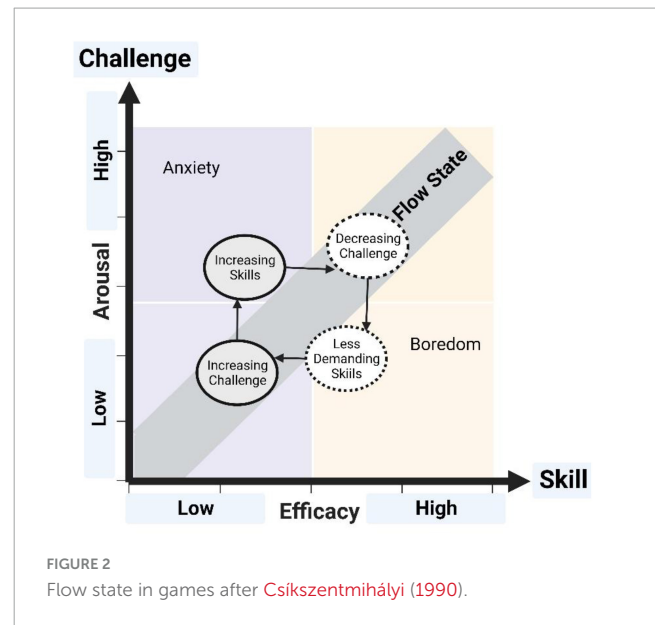 Challenge
High
Arousal
Low
Anxiety
Flow State
Increasing
Skills
Decreasing
Challenge
Increasing
Challenge
Less
Demanding
Skiils
Boredom
Low
Efficacy
High
Skill
FIGURE 2
Flow state in games after Csíkszentmihályi (1990).